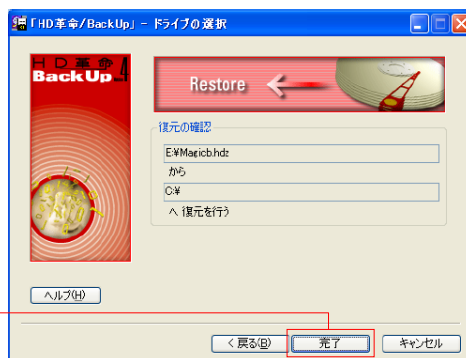 「HD革命/BackUp」 - ドライブの選択
HD革命
BackUp 4
Restore
復元の確認
E:¥Magicb.hdz
から
C:¥
へ 復元を行う
ヘルプ(H)
< 戻る(B)
完了
キャンセル